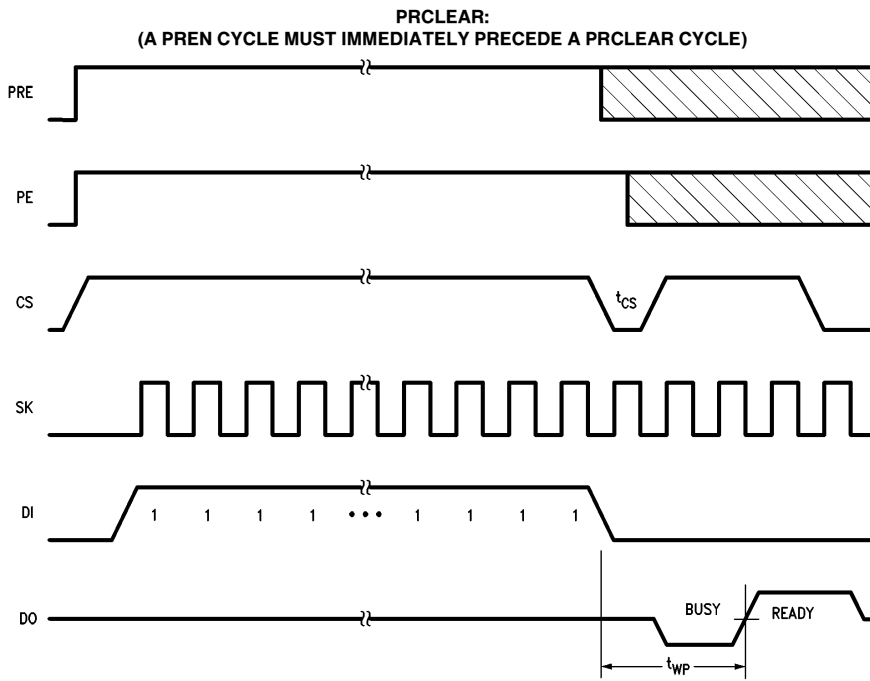 PRCLEAR:
(A PREN CYCLE MUST IMMEDIATELY PRECEDE A PRCLEAR CYCLE)
PRE
PE
CS
tCS
SK
DI
1 1 1 1 ••• 1 1 1 1
DO
BUSY
READY
tWP